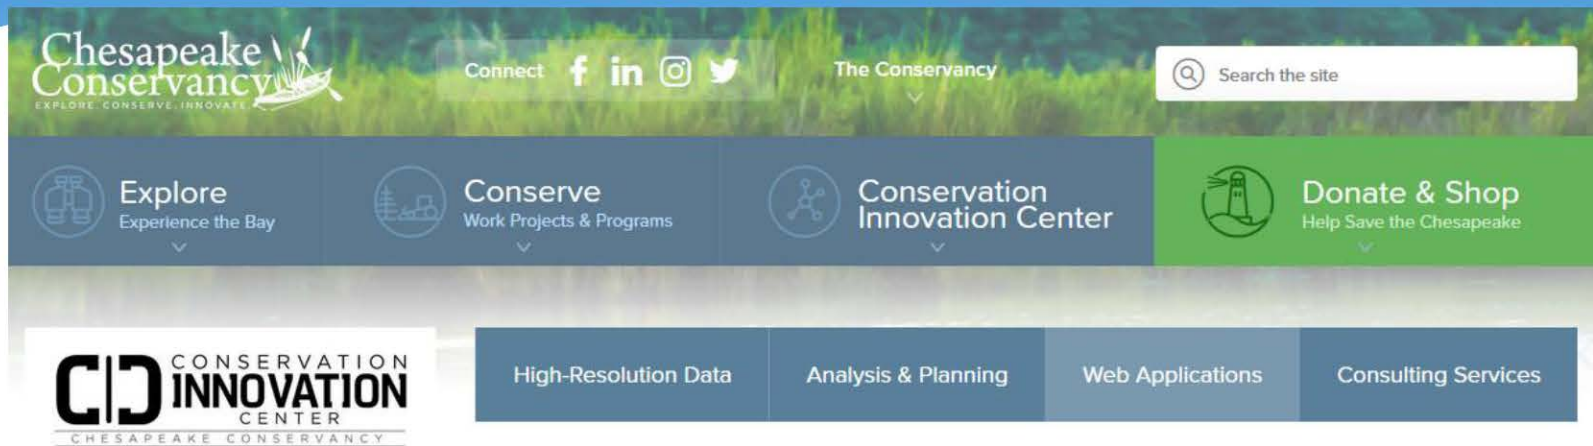 Chesapeake
Conservancy
EXPLORE. CONSERVE. INNOVATE.
Connect
The Conservancy
Search the site
Explore
Experience the Bay
Conserve
Work Projects & Programs
Conservation
Innovation Center
Donate & Shop
Help Save the Chesapeake
CONSERVATION
INNOVATION
CENTER
CHESAPEAKE CONSERVANCY
High-Resolution Data
Analysis & Planning
Web Applications
Consulting Services